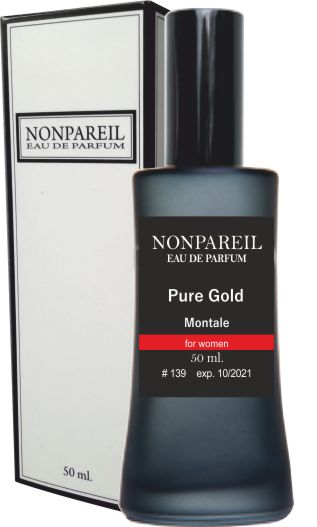 NONPAREIL
EAU DE PARFUM
50 ml.
NONPAREIL
EAU DE PARFUM
Pure Gold
Montale
for women
50 ml.
# 139 exp. 10/2021